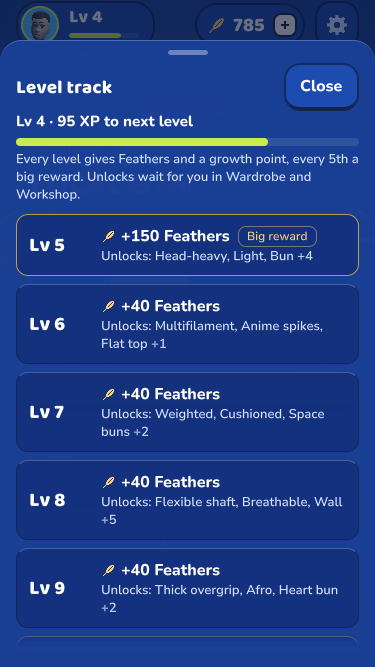 Lv 4
785
+
Level track
Close
Lv 4 · 95 XP to next level
Every level gives Feathers and a growth point, every 5th a
big reward. Unlocks wait for you in Wardrobe and
Workshop.
Lv 5
+150 Feathers
Big reward
Unlocks: Head-heavy, Light, Bun +4
Lv 6
+40 Feathers
Unlocks: Multifilament, Anime spikes,
Flat top +1
Lv 7
+40 Feathers
Unlocks: Weighted, Cushioned, Space
buns +2
Lv 8
+40 Feathers
Unlocks: Flexible shaft, Breathable, Wall
+5
Lv 9
+40 Feathers
Unlocks: Thick overgrip, Afro, Heart bun
+2